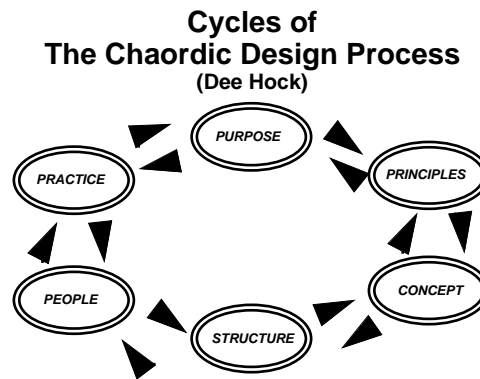 Cycles of
The Chaordic Design Process
(Dee Hock)
PURPOSE
PRINCIPLES
CONCEPT
STRUCTURE
PEOPLE
PRACTICE